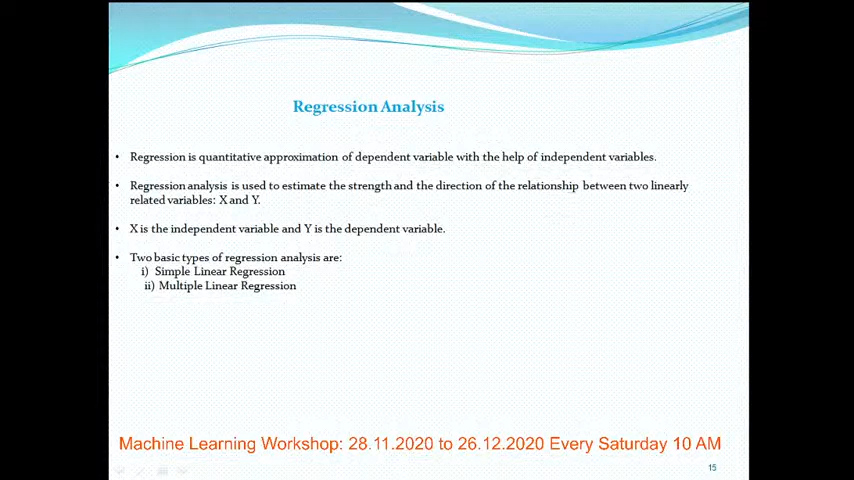 Regression Analysis
• Regression is quantitative approximation of dependent variable with the help of independent variables.
• Regression analysis is used to estimate the strength and the direction of the relationship between two linearly
related variables: X and Y.
• X is the independent variable and Y is the dependent variable.
• Two basic types of regression analysis are:
i) Simple Linear Regression
ii) Multiple Linear Regression
Machine Learning Workshop: 28.11.2020 to 26.12.2020 Every Saturday 10 AM
15